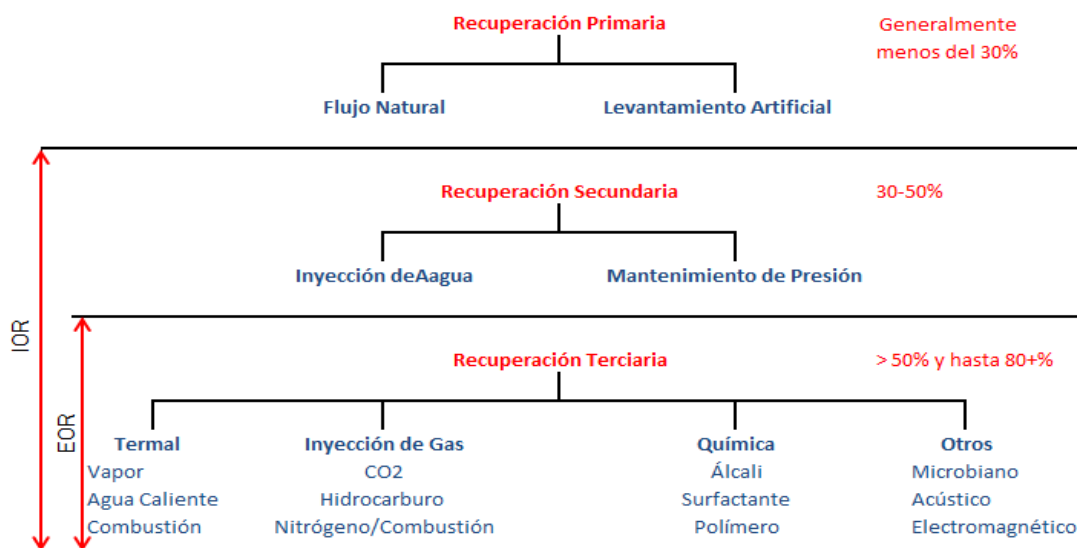 Recuperación Primaria
Generalmente
menos del 30%
Flujo Natural
Levantamiento Artificial
Recuperación Secundaria
30-50%
Inyección deAagua
Mantenimiento de Presión
IOR
Recuperación Terciaria
> 50% y hasta 80+%
EOR
Termal
Vapor
Agua Caliente
Combustión
Inyección de Gas
CO2
Hidrocarburo
Nitrógeno/Combustión
Química
Álcali
Surfactante
Polímero
Otros
Microbiano
Acústico
Electromagnético